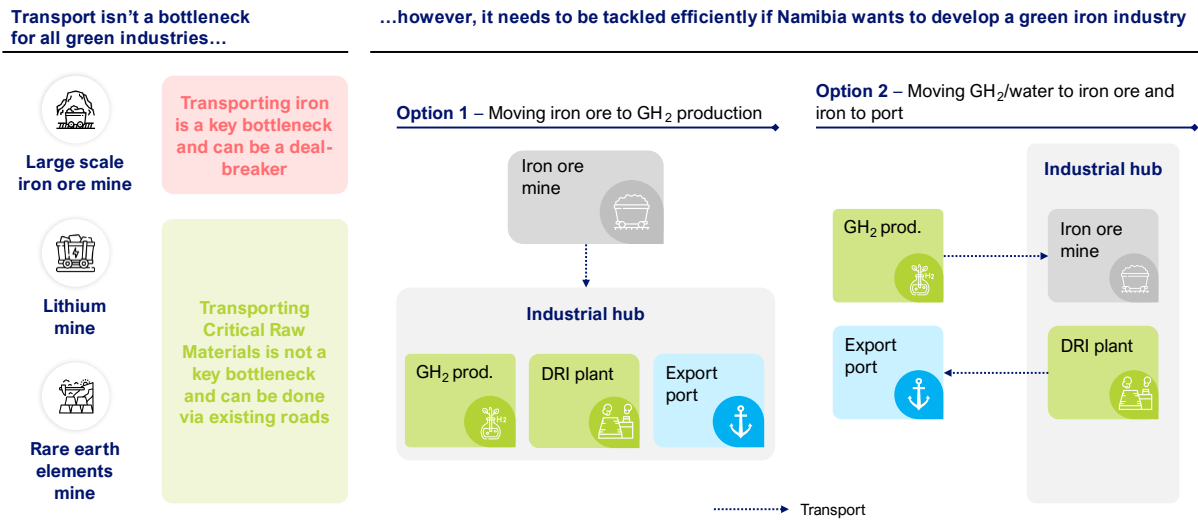 Transport isn't a bottleneck
for all green industries…
…however, it needs to be tackled efficiently if Namibia wants to develop a green iron industry
Large scale
iron ore mine
Transporting iron
is a key bottleneck
and can be a deal-
breaker
Lithium
mine
Rare earth
elements
mine
Transporting
Critical Raw
Materials is not a
key bottleneck
and can be done
via existing roads
Option 1 – Moving iron ore to GH₂ production
Iron ore
mine
Industrial hub
GH₂ prod.
H2
DRI plant
Export
port
Option 2 – Moving GH₂/water to iron ore and
iron to port
Industrial hub
GH₂ prod.
H2
Iron ore
mine
Export
port
DRI plant
Transport